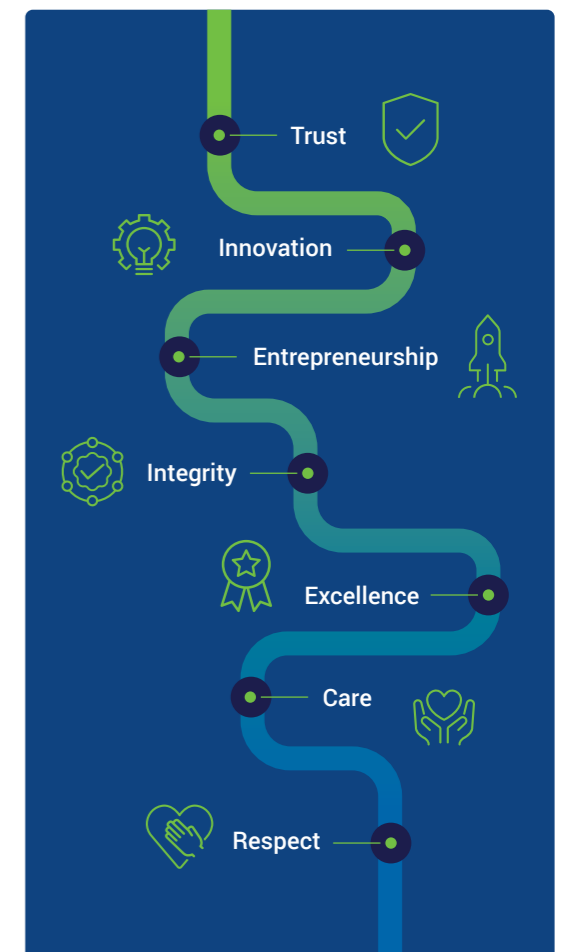 Trust
Innovation
Entrepreneurship
Integrity
Excellence
Care
Respect